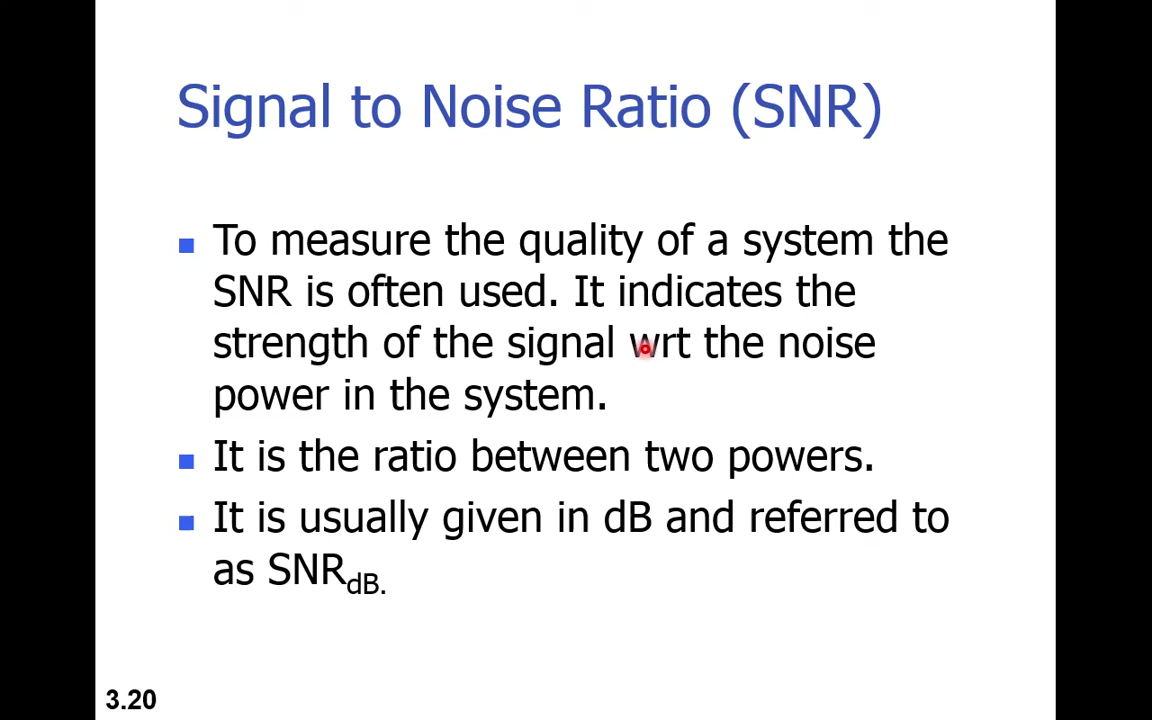 Signal to Noise Ratio (SNR)
To measure the quality of a system the
SNR is often used. It indicates the
strength of the signal wrt the noise
power in the system.
It is the ratio between two powers.
It is usually given in dB and referred to
as SNRdB.
3.20